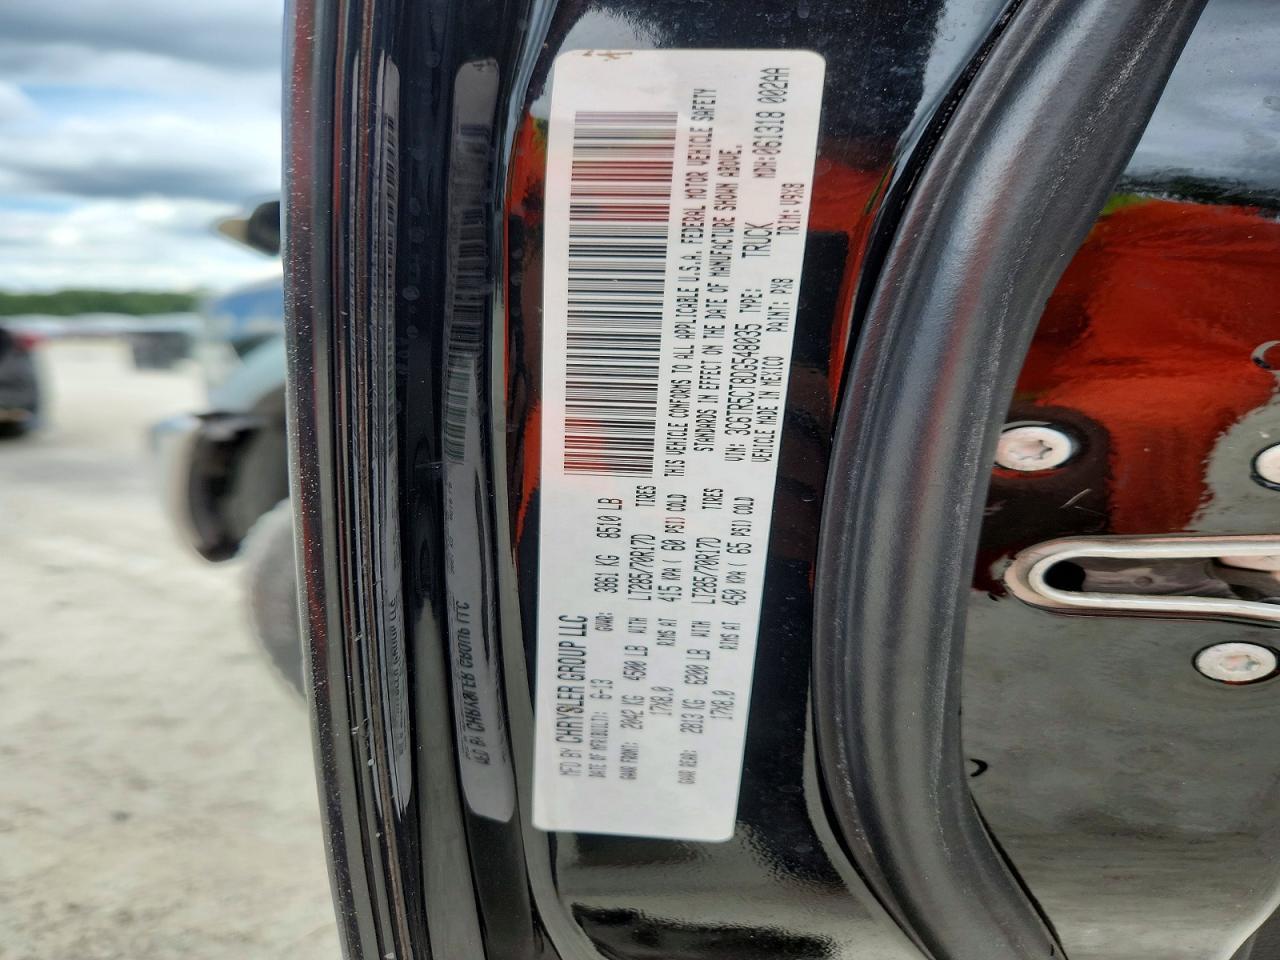 MFD BY CHRYSLER GROUP LLC
DATE OF MFR(BUILT): 6-13 GVWR: 3861 KG 8510 LB
GAWR FRONT: 2042 KG 4500 LB WITH LT285/70R17D TIRES
17X8.0 RIMS AT 415 KPA ( 60 PSI) COLD
GAWR REAR: 2813 KG 6200 LB WITH LT285/70R17D TIRES
17X8.0 RIMS AT 450 KPA ( 65 PSI) COLD
THIS VEHICLE CONFORMS TO ALL APPLICABLE U.S.A. FEDERAL MOTOR VEHICLE SAFETY
STANDARDS IN EFFECT ON THE DATE OF MANUFACTURE SHOWN ABOVE.
VIN: 3C6TR5CT8DG548035 TYPE: TRUCK MDH:061318 002AA
VEHICLE MADE IN MEXICO PAINT: PX8 TRIM: V9X8